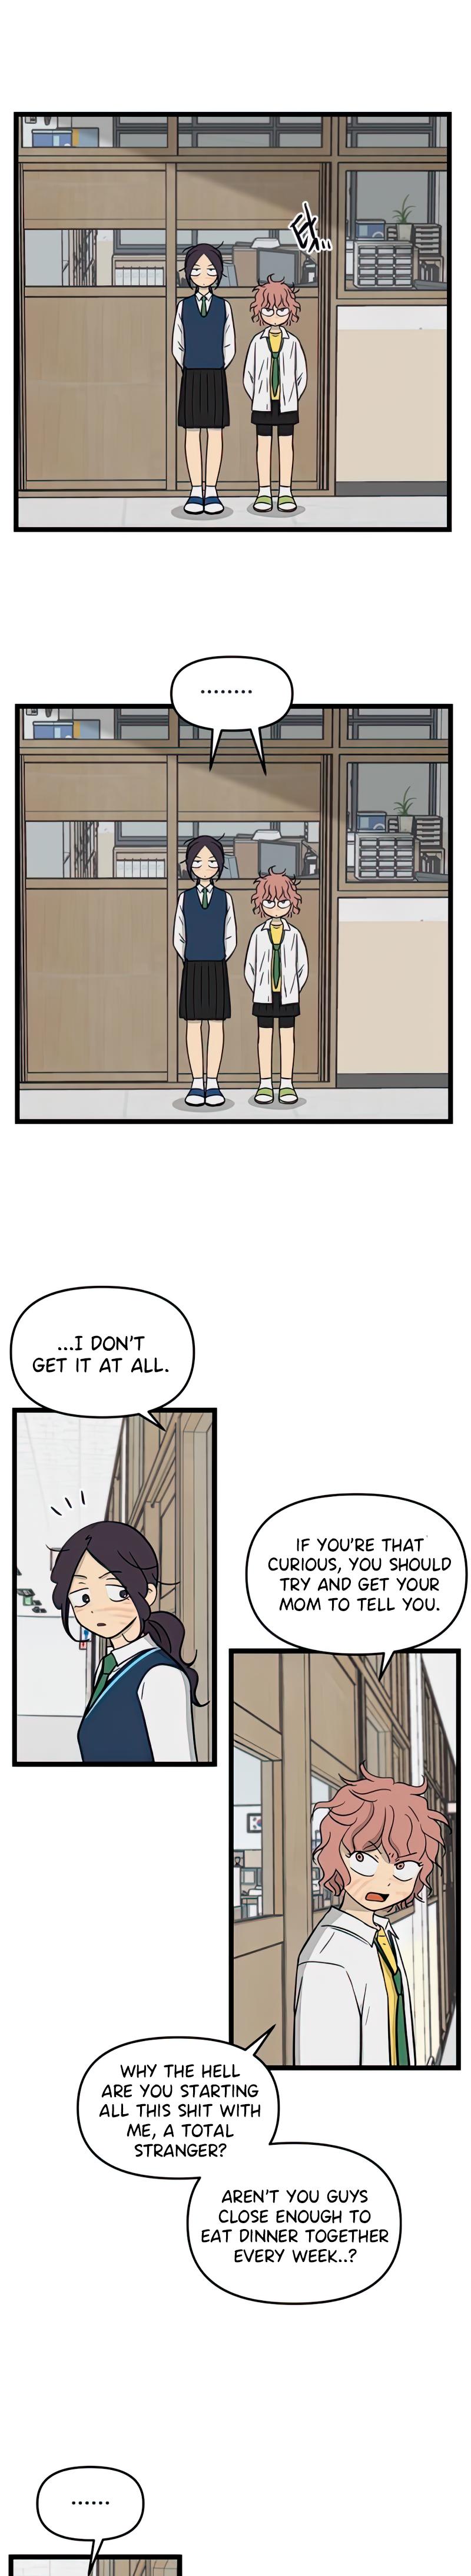 탁...
........
...I DON'T
GET IT AT ALL.
IF YOU'RE THAT
CURIOUS, YOU SHOULD
TRY AND GET YOUR
MOM TO TELL YOU.
WHY THE HELL
ARE YOU STARTING
ALL THIS SHIT WITH
ME, A TOTAL
STRANGER?
AREN'T YOU GUYS
CLOSE ENOUGH TO
EAT DINNER TOGETHER
EVERY WEEK..?
......